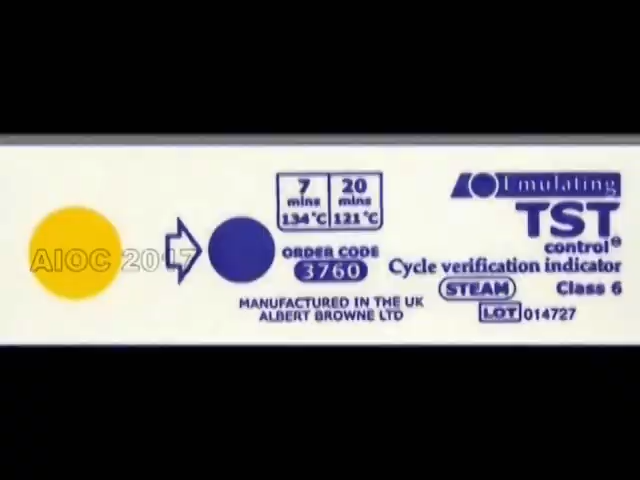 AIOC 2017
7 mins 134°C
20 mins 121°C
ORDER CODE
3760
MANUFACTURED IN THE UK
ALBERT BROWNE LTD
Emulating
TST
control®
Cycle verification indicator
STEAM Class 6
LOT 014727